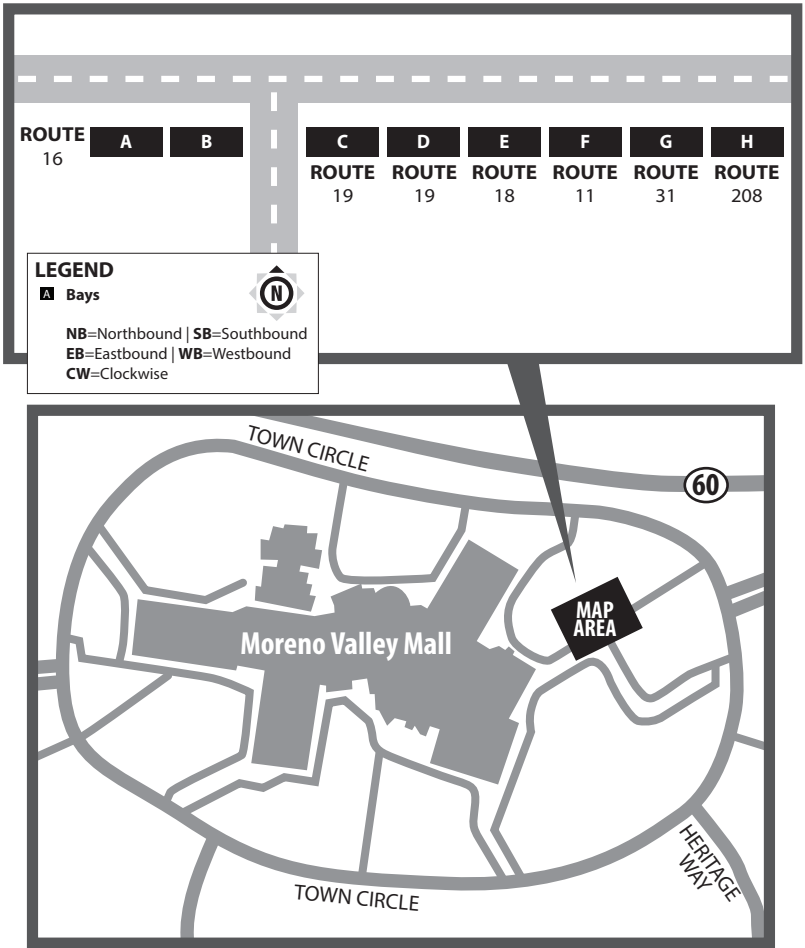 ROUTE
16
A
B
C
D
E
F
G
H
ROUTE
19
ROUTE
19
ROUTE
18
ROUTE
11
ROUTE
31
ROUTE
208
LEGEND
A Bays
N
NB=Northbound | SB=Southbound
EB=Eastbound | WB=Westbound
CW=Clockwise
TOWN CIRCLE
60
MAP
AREA
Moreno Valley Mall
HERITAGE
WAY
TOWN CIRCLE